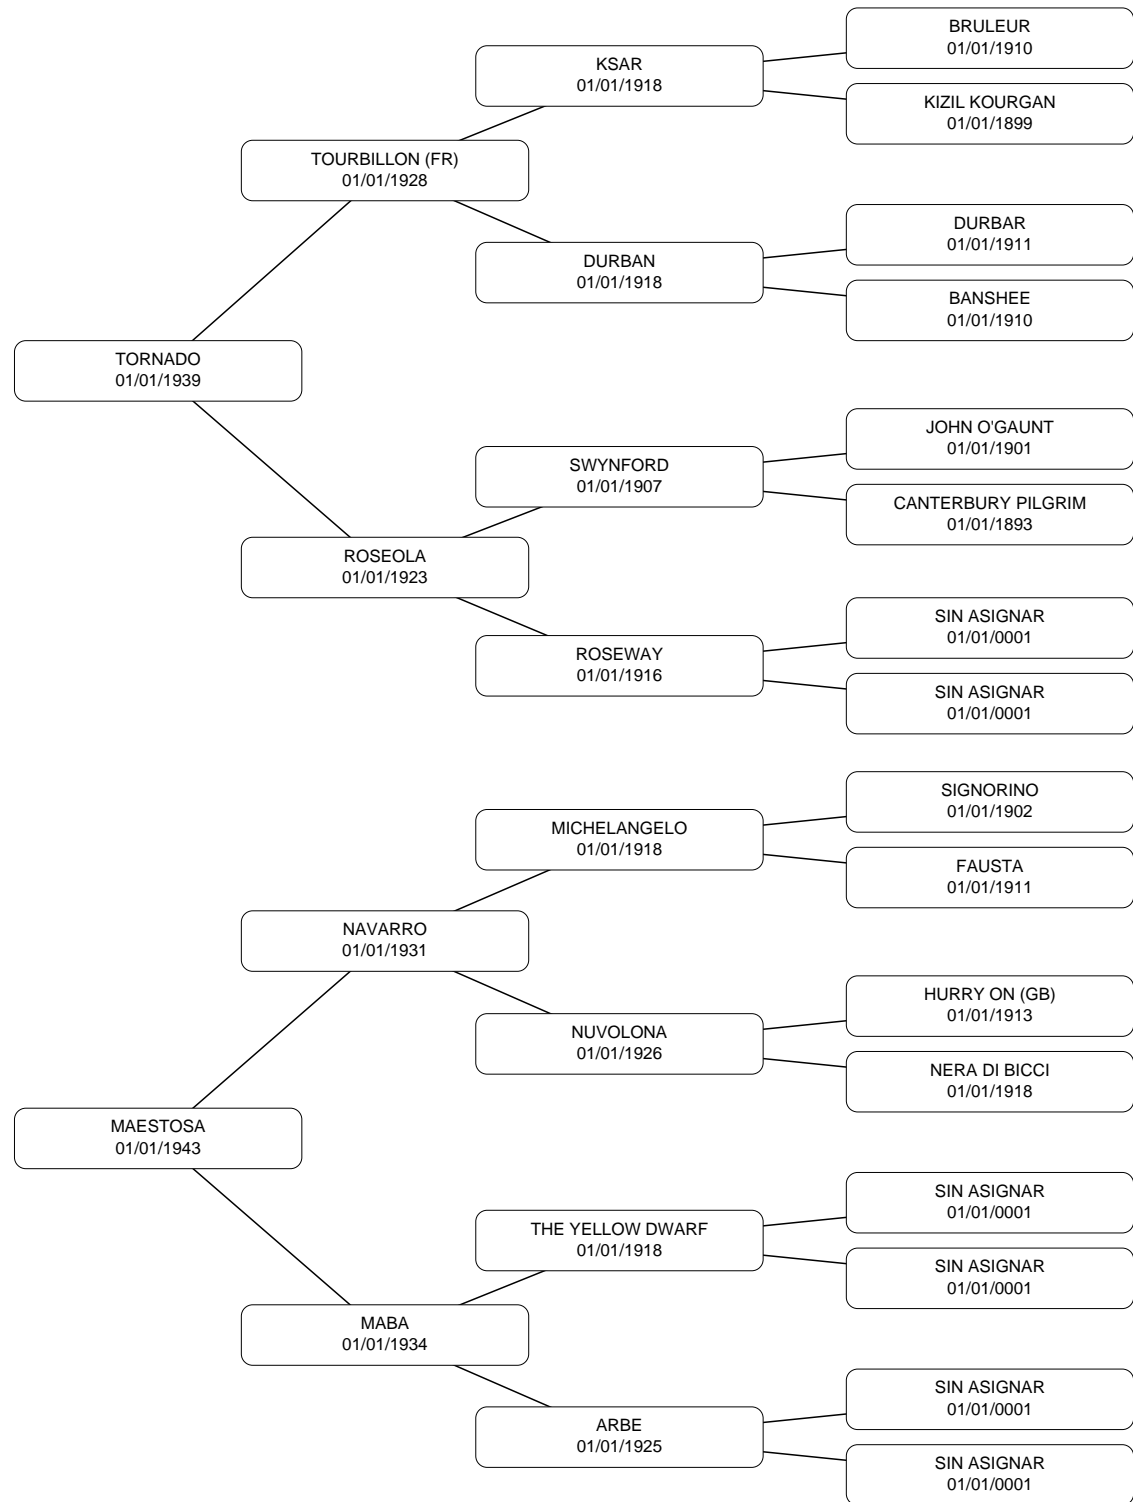 BRULEUR
01/01/1910
KSAR
01/01/1918
KIZIL KOURGAN
01/01/1899
TOURBILLON (FR)
01/01/1928
DURBAR
01/01/1911
DURBAN
01/01/1918
BANSHEE
01/01/1910
TORNADO
01/01/1939
JOHN O'GAUNT
01/01/1901
SWYNFORD
01/01/1907
CANTERBURY PILGRIM
01/01/1893
ROSEOLA
01/01/1923
SIN ASIGNAR
01/01/0001
ROSEWAY
01/01/1916
SIN ASIGNAR
01/01/0001
SIGNORINO
01/01/1902
MICHELANGELO
01/01/1918
FAUSTA
01/01/1911
NAVARRO
01/01/1931
HURRY ON (GB)
01/01/1913
NUVOLONA
01/01/1926
NERA DI BICCI
01/01/1918
MAESTOSA
01/01/1943
SIN ASIGNAR
01/01/0001
THE YELLOW DWARF
01/01/1918
SIN ASIGNAR
01/01/0001
MABA
01/01/1934
SIN ASIGNAR
01/01/0001
ARBE
01/01/1925
SIN ASIGNAR
01/01/0001